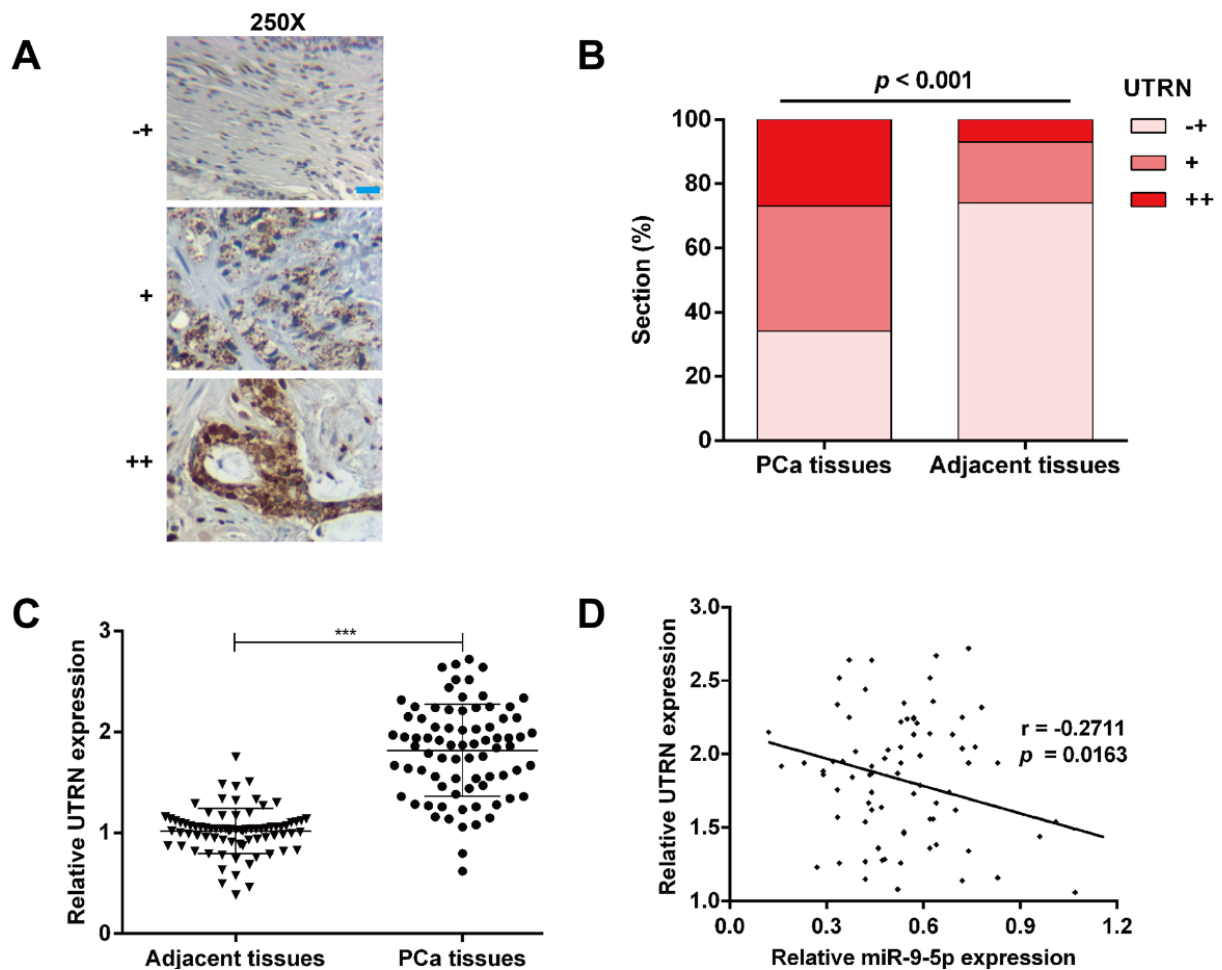 A
250X
-+
+
++
B
p < 0.001
UTRN
-+
+
++
100
80
60
40
20
0
Section (%)
PCa tissues
Adjacent tissues
C
***
3
2
1
0
Relative UTRN expression
Adjacent tissues
PCa tissues
D
3.0
2.5
2.0
1.5
1.0
Relative UTRN expression
r = -0.2711
p = 0.0163
0.0
0.3
0.6
0.9
1.2
Relative miR-9-5p expression